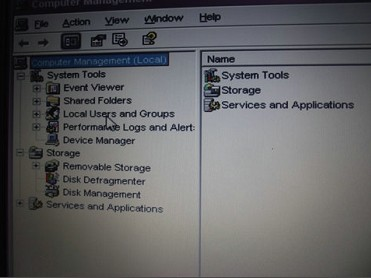 Computer Management
File Action View Window Help
Computer Management (Local)
System Tools
Event Viewer
Shared Folders
Local Users and Groups
Performance Logs and Alert:
Device Manager
Storage
Removable Storage
Disk Defragmenter
Disk Management
Services and Applications
Name
System Tools
Storage
Services and Applications